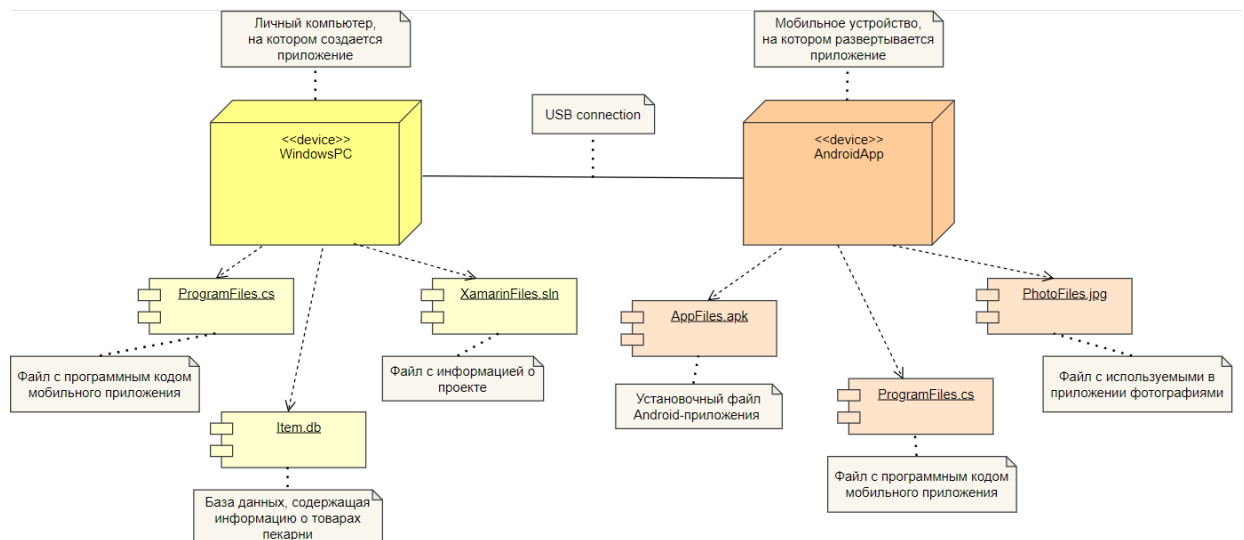 Личный компьютер,
на котором создается
приложение
Мобильное устройство,
на котором развертывается
приложение
USB connection
<<device>>
WindowsPC
<<device>>
AndroidApp
ProgramFiles.cs
XamarinFiles.sln
AppFiles.apk
PhotoFiles.jpg
Файл с программным кодом
мобильного приложения
Файл с информацией о
проекте
Установочный файл
Android-приложения
Файл с используемыми в
приложении фотографиями
Item.db
ProgramFiles.cs
База данных, содержащая
информацию о товарах
пекарни
Файл с программным кодом
мобильного приложения